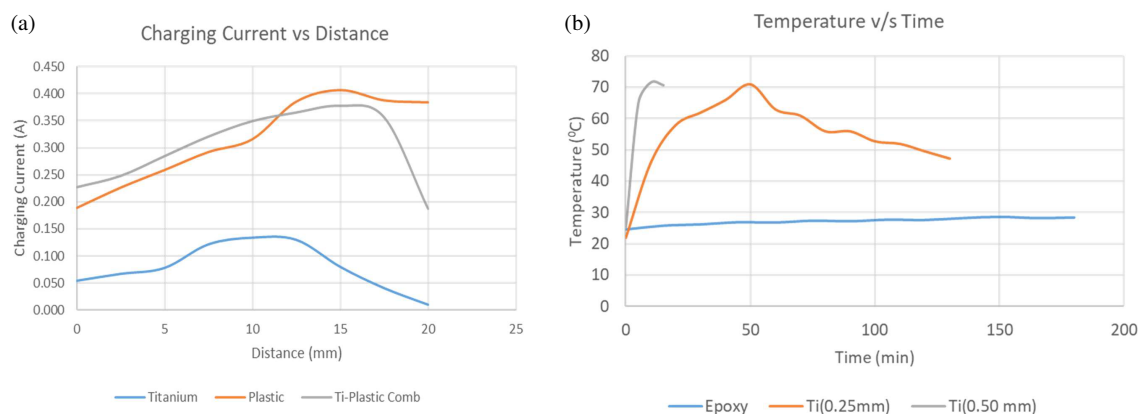 (a)
Charging Current vs Distance
Charging Current (A)
0.450
0.400
0.350
0.300
0.250
0.200
0.150
0.100
0.050
0.000
0 5 10 15 20 25
Distance (mm)
Titanium Plastic Ti-Plastic Comb
(b)
Temperature v/s Time
Temperature (⁰C)
80
70
60
50
40
30
20
10
0
0 50 100 150 200
Time (min)
Epoxy Ti(0.25mm) Ti(0.50 mm)